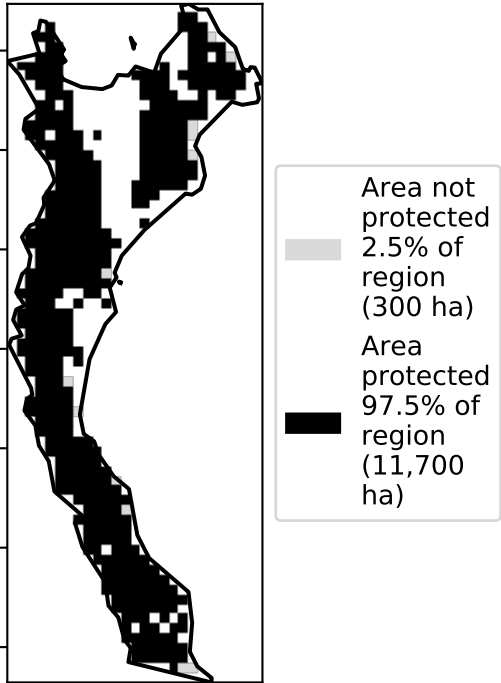 Area not
protected
2.5% of
region
(300 ha)
Area
protected
97.5% of
region
(11,700
ha)